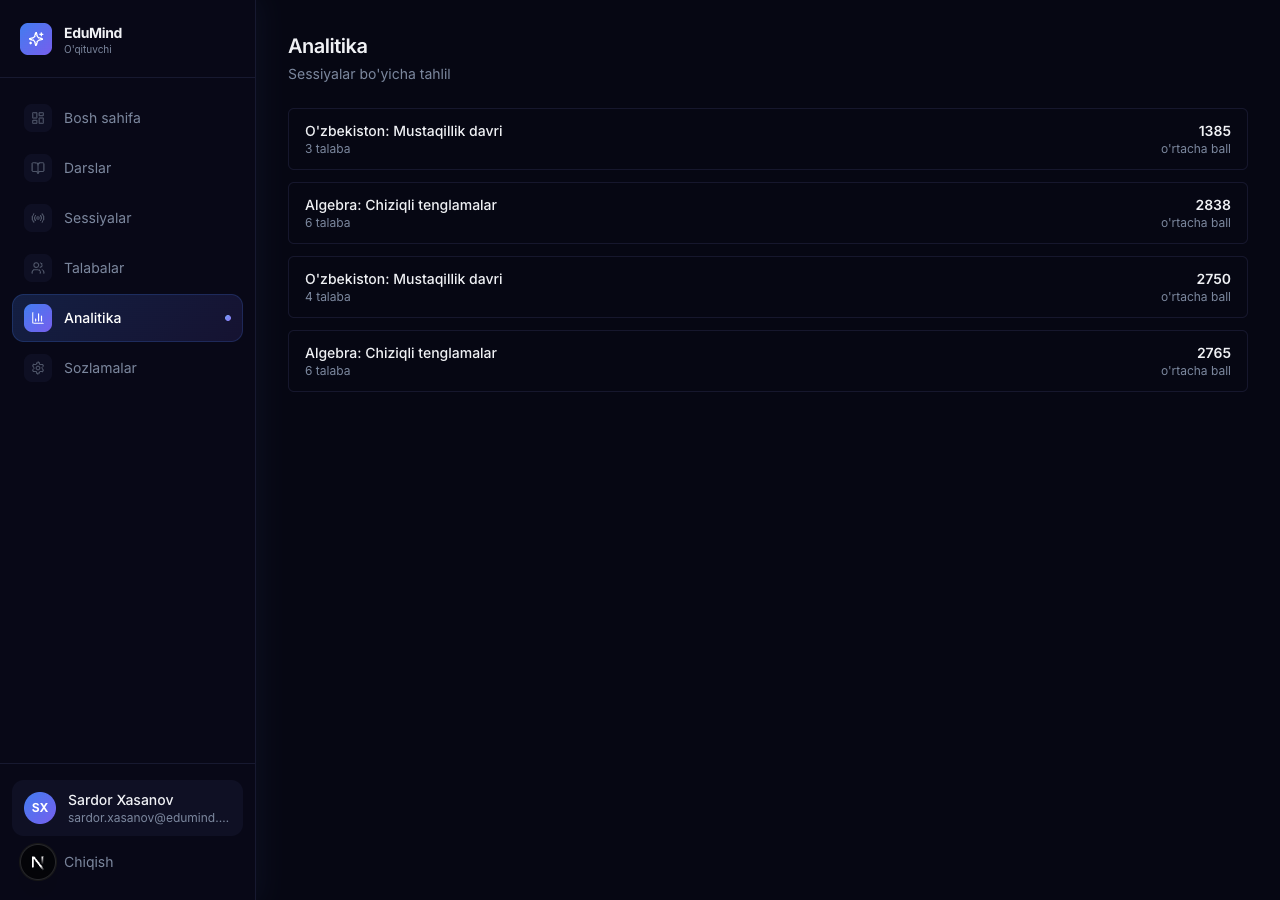 EduMind
O'qituvchi
Bosh sahifa
Darslar
Sessiyalar
Talabalar
Analitika
Sozlamalar
SX
Sardor Xasanov
sardor.xasanov@edumind....
N
Chiqish
Analitika
Sessiyalar bo'yicha tahlil
O'zbekiston: Mustaqillik davri
1385
3 talaba
o'rtacha ball
Algebra: Chiziqli tenglamalar
2838
6 talaba
o'rtacha ball
O'zbekiston: Mustaqillik davri
2750
4 talaba
o'rtacha ball
Algebra: Chiziqli tenglamalar
2765
6 talaba
o'rtacha ball